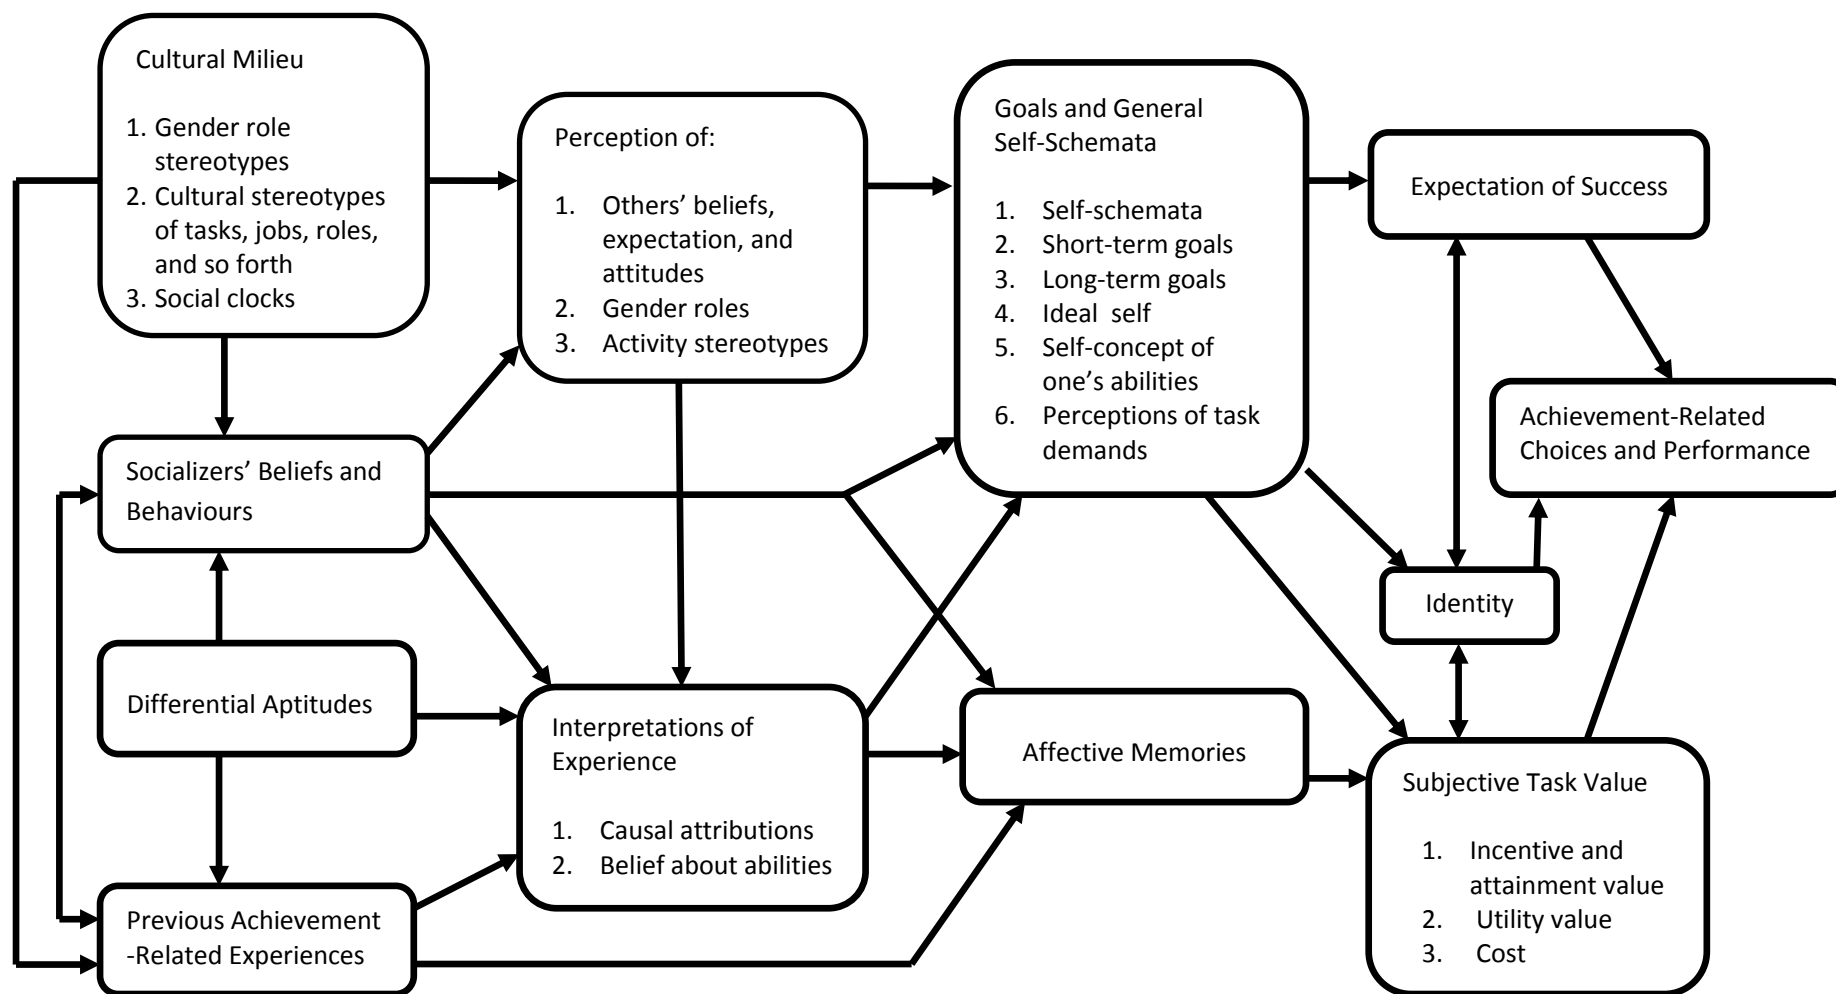 Cultural Milieu
1. Gender role
stereotypes
2. Cultural stereotypes
of tasks, jobs, roles,
and so forth
3. Social clocks
Socializers’ Beliefs and
Behaviours
Differential Aptitudes
Previous Achievement
-Related Experiences
Perception of:
1. Others’ beliefs,
expectation, and
attitudes
2. Gender roles
3. Activity stereotypes
Interpretations of
Experience
1. Causal attributions
2. Belief about abilities
Goals and General
Self-Schemata
1. Self-schemata
2. Short-term goals
3. Long-term goals
4. Ideal self
5. Self-concept of
one’s abilities
6. Perceptions of task
demands
Affective Memories
Expectation of Success
Achievement-Related
Choices and Performance
Identity
Subjective Task Value
1. Incentive and
attainment value
2. Utility value
3. Cost